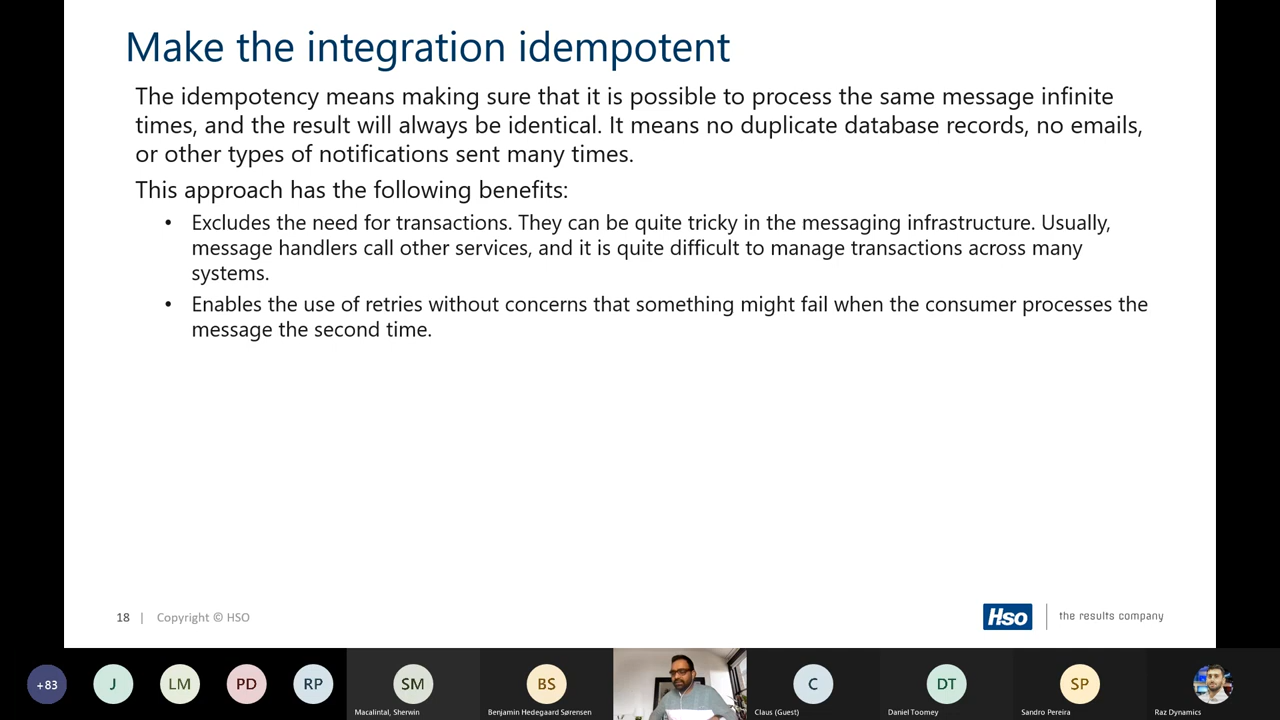 Make the integration idempotent
The idempotency means making sure that it is possible to process the same message infinite
times, and the result will always be identical. It means no duplicate database records, no emails,
or other types of notifications sent many times.
This approach has the following benefits:
• Excludes the need for transactions. They can be quite tricky in the messaging infrastructure. Usually,
message handlers call other services, and it is quite difficult to manage transactions across many
systems.
• Enables the use of retries without concerns that something might fail when the consumer processes the
message the second time.
18 | Copyright © HSO
Hso | the results company
+83 J LM PD RP SM BS C DT SP
Macalintal, Sherwin Benjamin Hedegaard Sørensen Claus (Guest) Daniel Toomey Sandro Pereira Raz Dynamics